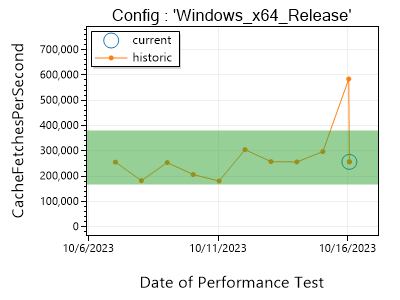 Config : 'Windows_x64_Release'
current
historic
CacheFetchesPerSecond
700,000
600,000
500,000
400,000
300,000
200,000
100,000
0
10/6/2023 10/11/2023 10/16/2023
Date of Performance Test